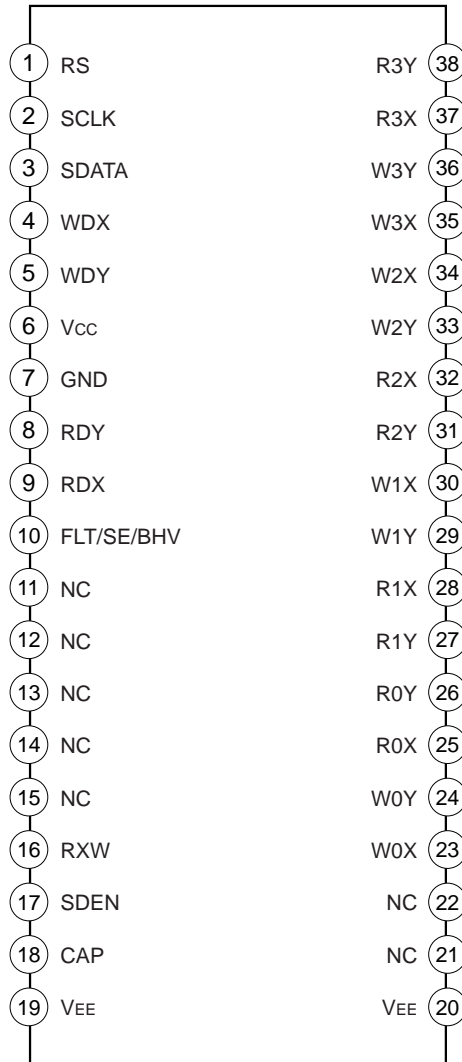 1 RS R3Y 38
2 SCLK R3X 37
3 SDATA W3Y 36
4 WDX W3X 35
5 WDY W2X 34
6 VCC W2Y 33
7 GND R2X 32
8 RDY R2Y 31
9 RDX W1X 30
10 FLT/SE/BHV W1Y 29
11 NC R1X 28
12 NC R1Y 27
13 NC R0Y 26
14 NC R0X 25
15 NC W0Y 24
16 RXW W0X 23
17 SDEN NC 22
18 CAP NC 21
19 VEE VEE 20